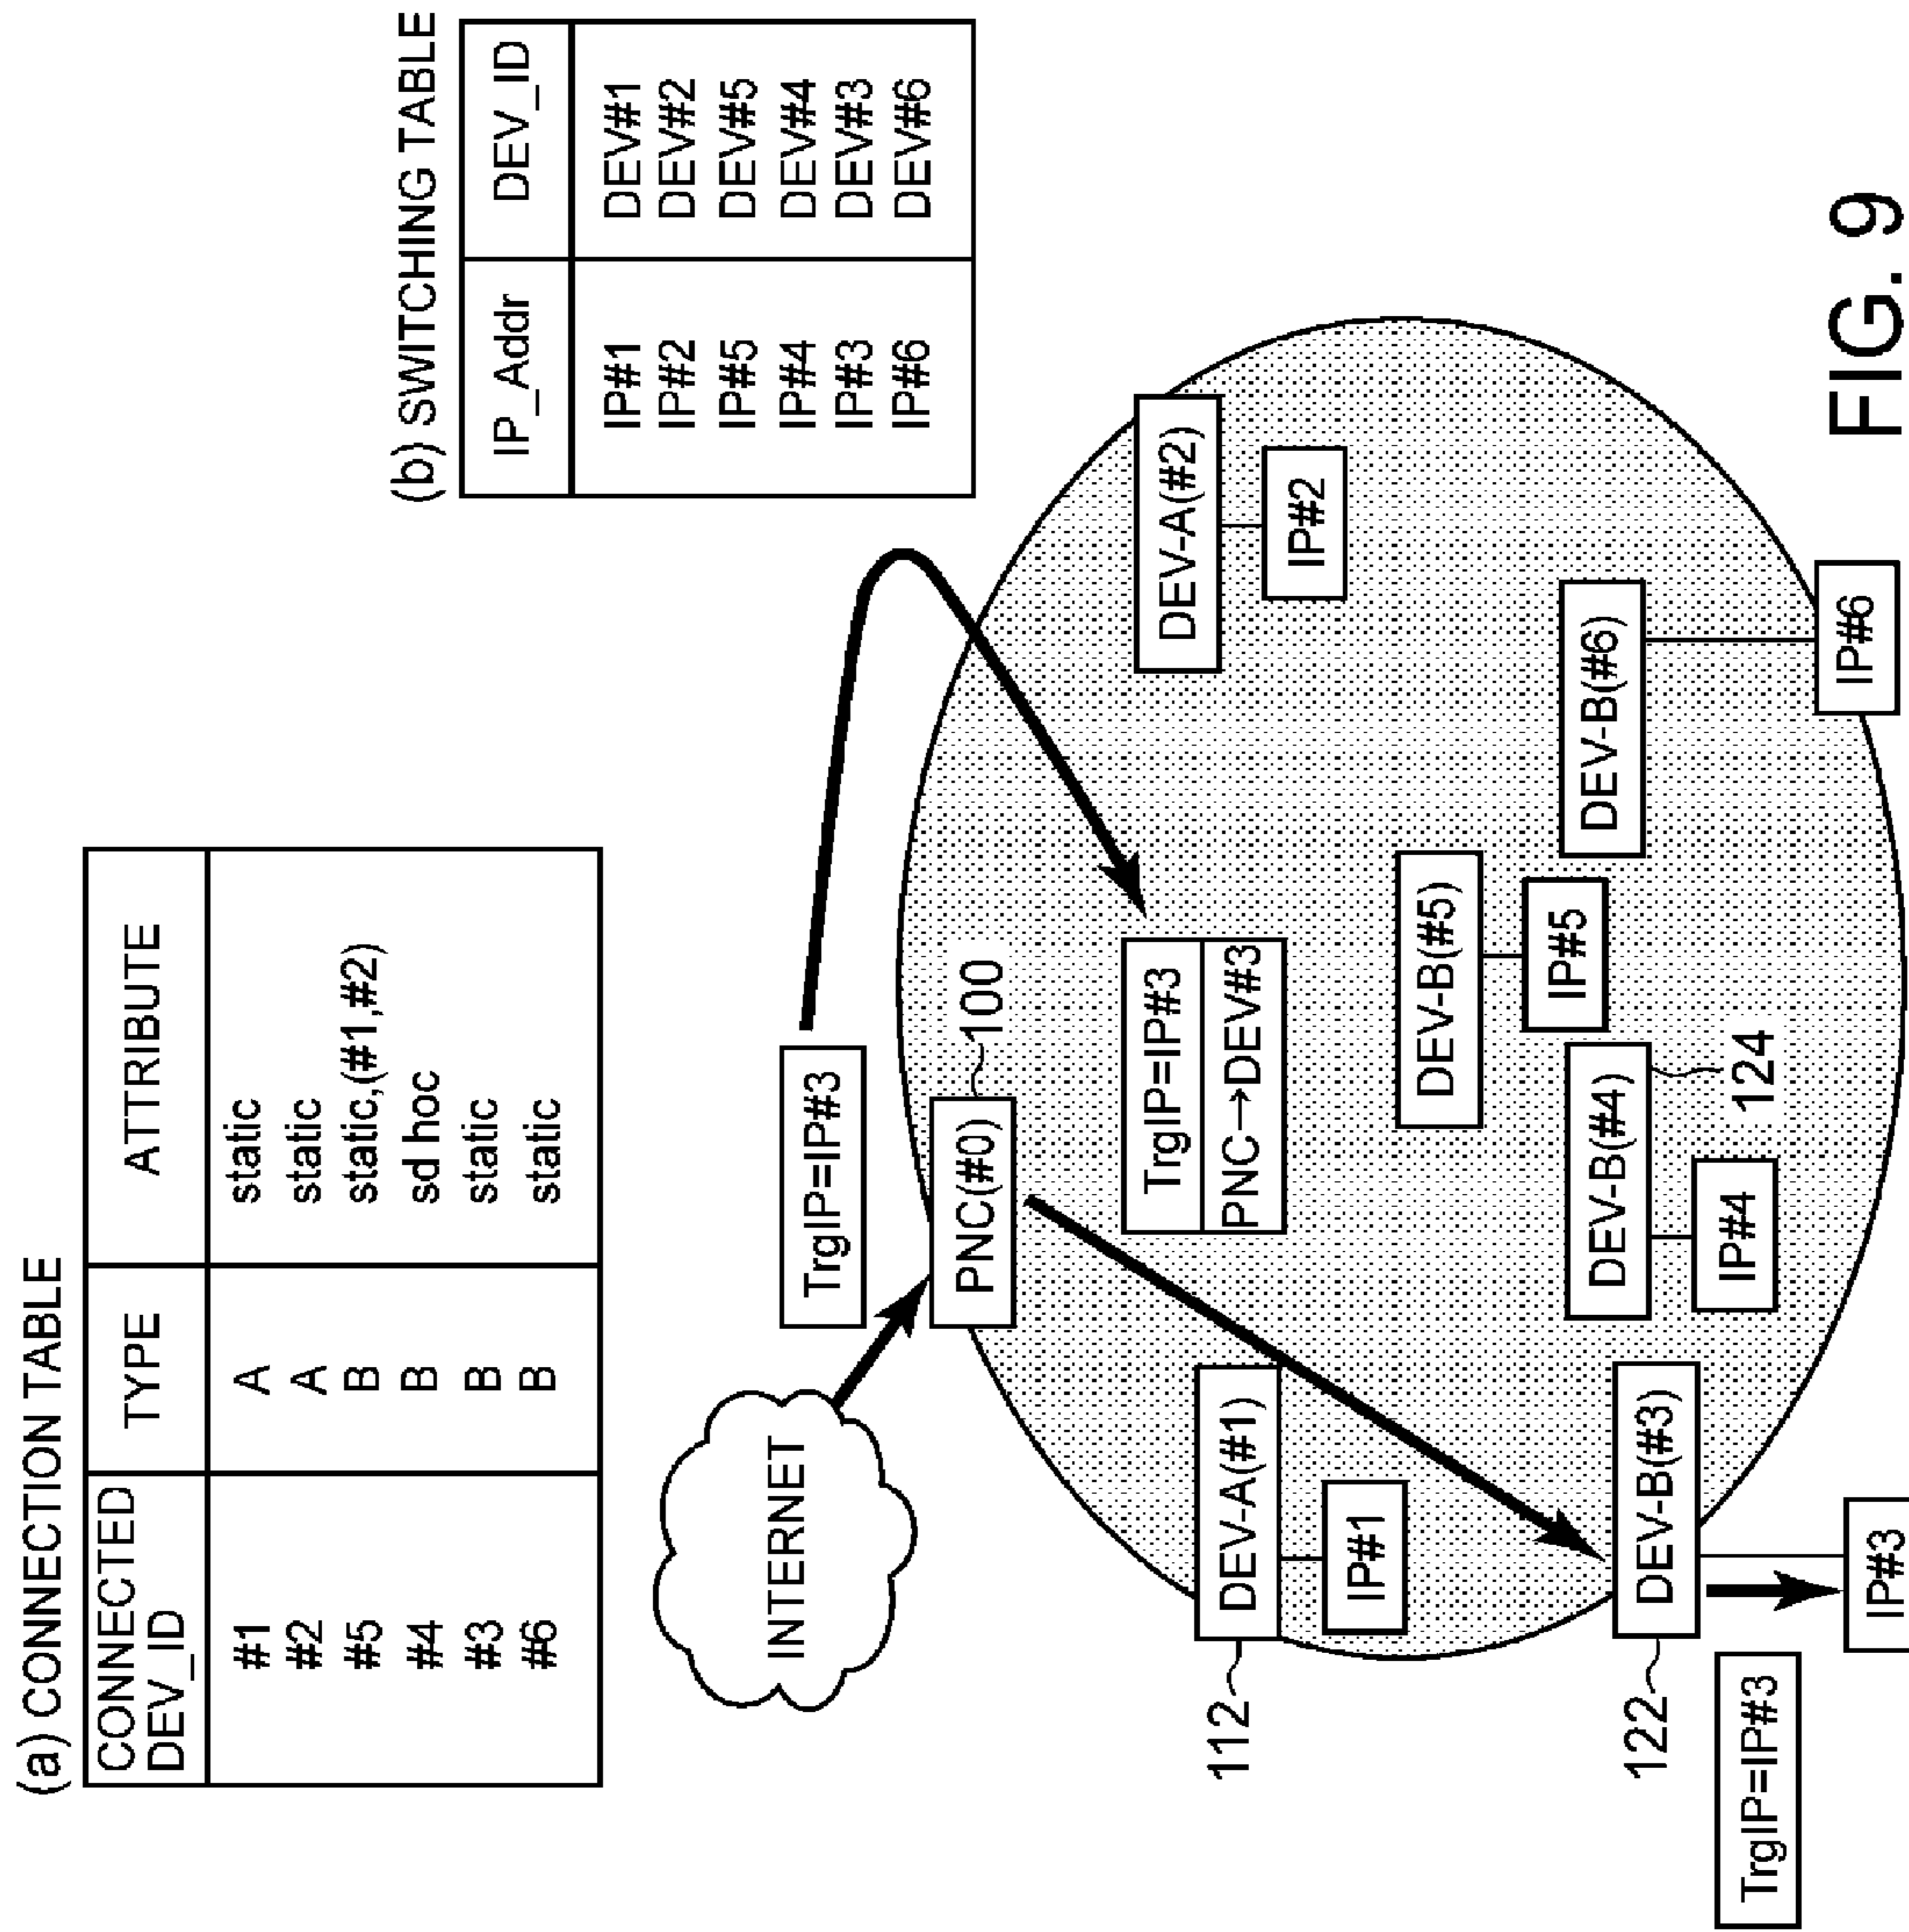 (a) CONNECTION TABLE
CONNECTED DEV_ID TYPE ATTRIBUTE
#1 A static
#2 A static
#5 B static,(#1,#2)
#4 B sd hoc
#3 B static
#6 B static
(b) SWITCHING TABLE
IP_Addr DEV_ID
IP#1 DEV#1
IP#2 DEV#2
IP#5 DEV#5
IP#4 DEV#4
IP#3 DEV#3
IP#6 DEV#6
INTERNET
TrgIP=IP#3
PNC(#0)
100
TrgIP=IP#3
PNC→DEV#3
112
DEV-A(#1)
IP#1
DEV-A(#2)
IP#2
DEV-B(#5)
IP#5
DEV-B(#4)
124
IP#4
DEV-B(#6)
IP#6
122
DEV-B(#3)
TrgIP=IP#3
IP#3
FIG. 9